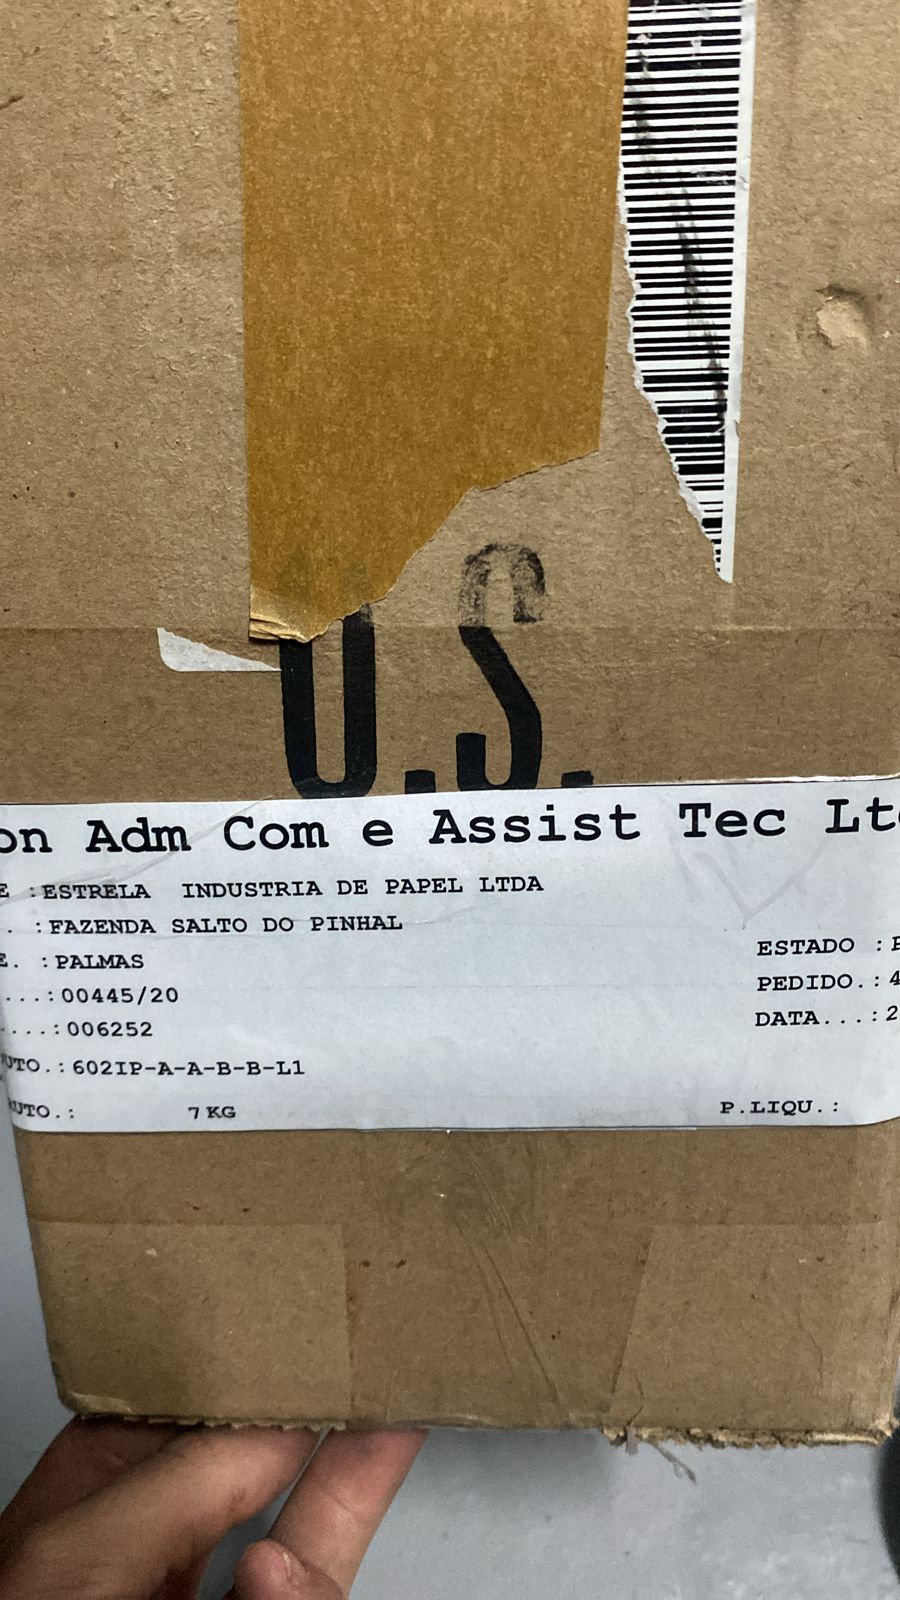 U.S.
on Adm Com e Assist Tec Lt
E :ESTRELA INDUSTRIA DE PAPEL LTDA
. :FAZENDA SALTO DO PINHAL
E. :PALMAS
ESTADO :P
...:00445/20
PEDIDO.:4
....:006252
DATA...:2
UTO.:602IP-A-A-B-B-L1
RUTO.: 7 KG
P.LIQU.: